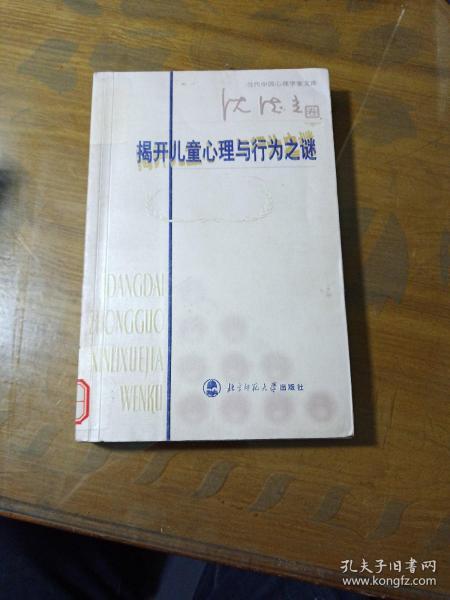 当代中国心理学家文库
沈德立 卷
揭开儿童心理与行为之谜
DANGDAI
ZHONGGUO
XINLIXUEJIA
WENKU
北京师范大学出版社
孔夫子旧书网
www.kongfz.com